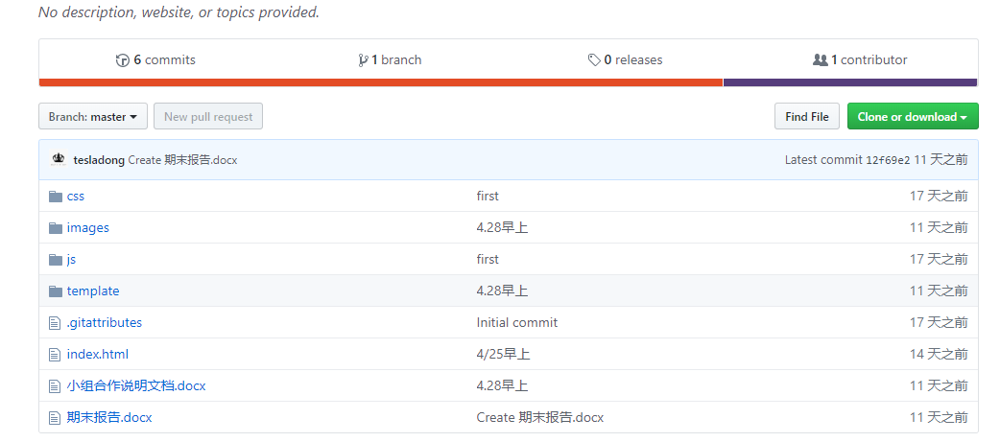 No description, website, or topics provided.
6 commits 1 branch 0 releases 1 contributor
Branch: master New pull request Find File Clone or download
tesladong Create 期末报告.docx Latest commit 12f69e2 11 天之前
css first 17 天之前
images 4.28早上 11 天之前
js first 17 天之前
template 4.28早上 11 天之前
.gitattributes Initial commit 17 天之前
index.html 4/25早上 14 天之前
小组合作说明文档.docx 4.28早上 11 天之前
期末报告.docx Create 期末报告.docx 11 天之前